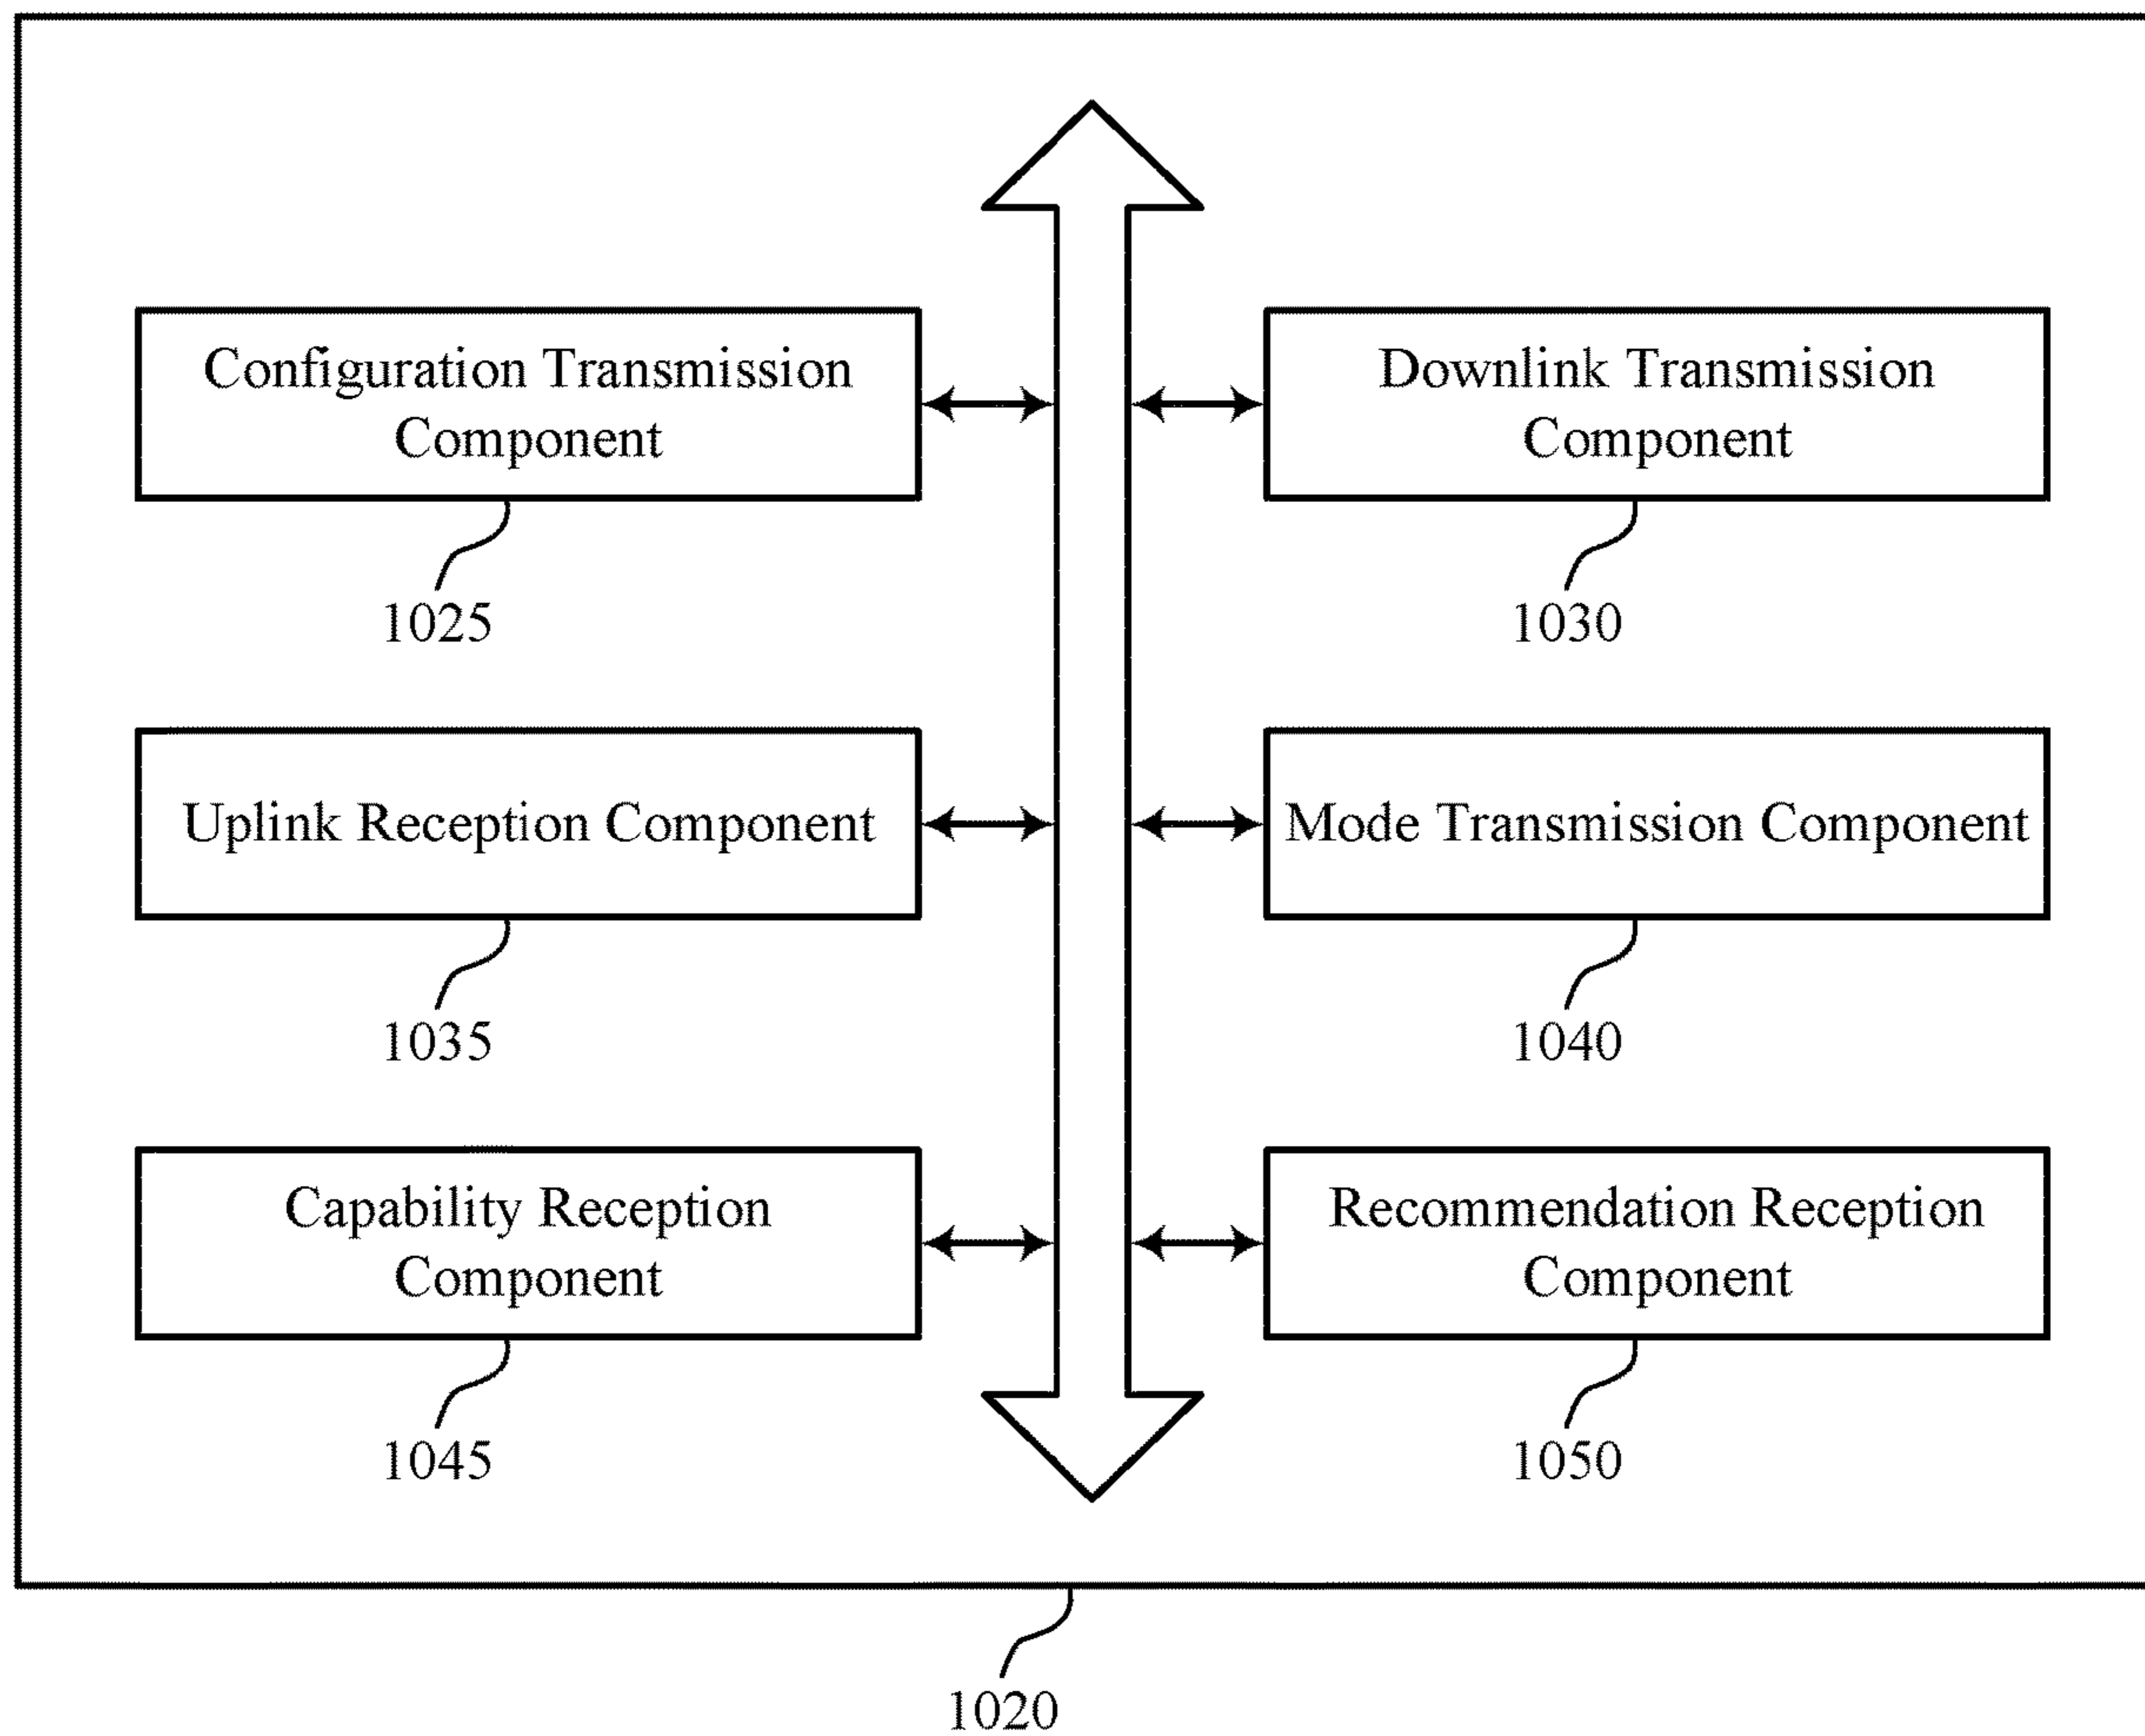 Configuration Transmission
Component
1025
Downlink Transmission
Component
1030
Uplink Reception Component
1035
Mode Transmission Component
1040
Capability Reception
Component
1045
Recommendation Reception
Component
1050
1020